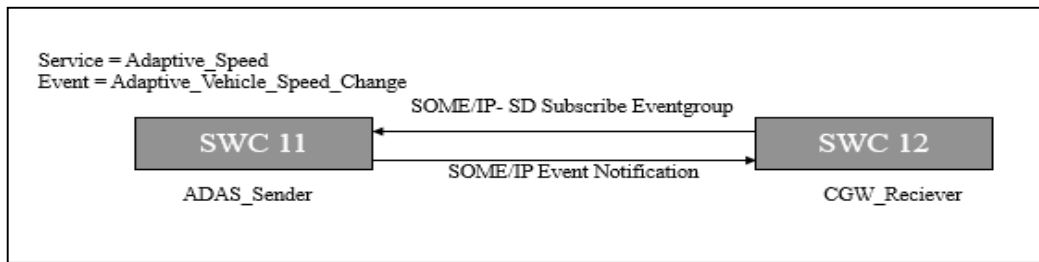 Service = Adaptive_Speed
Event = Adaptive_Vehicle_Speed_Change
SOME/IP- SD Subscribe Eventgroup
SWC 11
SWC 12
SOME/IP Event Notification
ADAS_Sender
CGW_Reciever